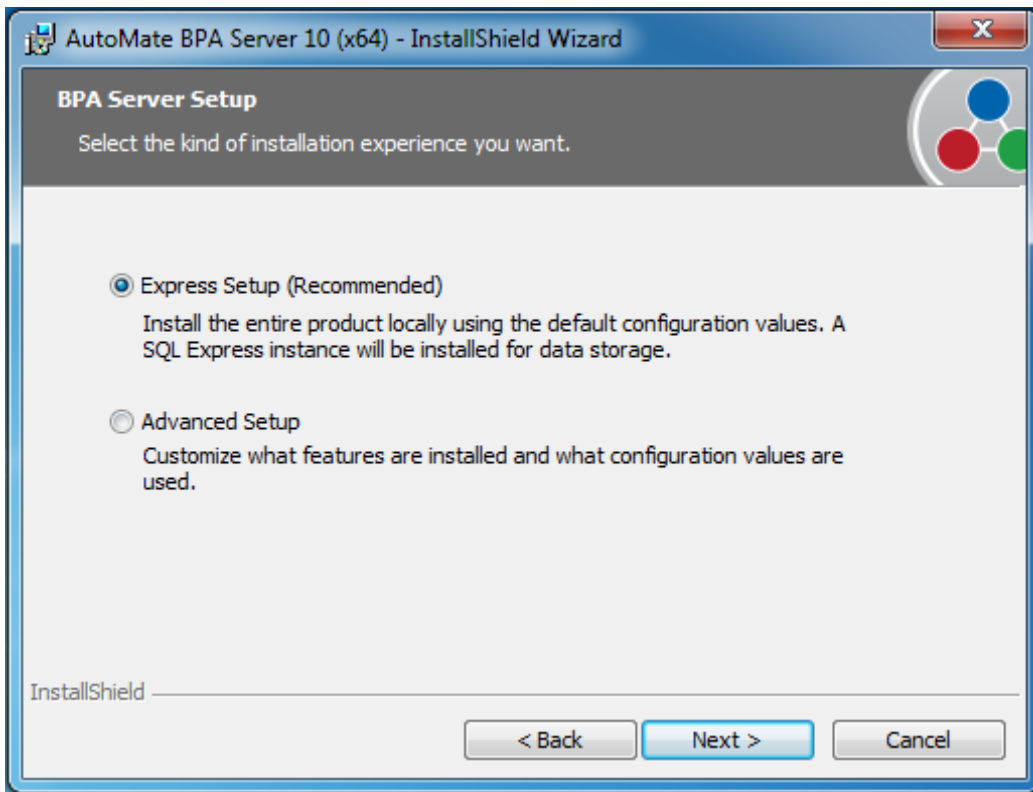 AutoMate BPA Server 10 (x64) - InstallShield Wizard
BPA Server Setup
Select the kind of installation experience you want.
Express Setup (Recommended)
Install the entire product locally using the default configuration values. A
SQL Express instance will be installed for data storage.
Advanced Setup
Customize what features are installed and what configuration values are
used.
InstallShield
< Back
Next >
Cancel